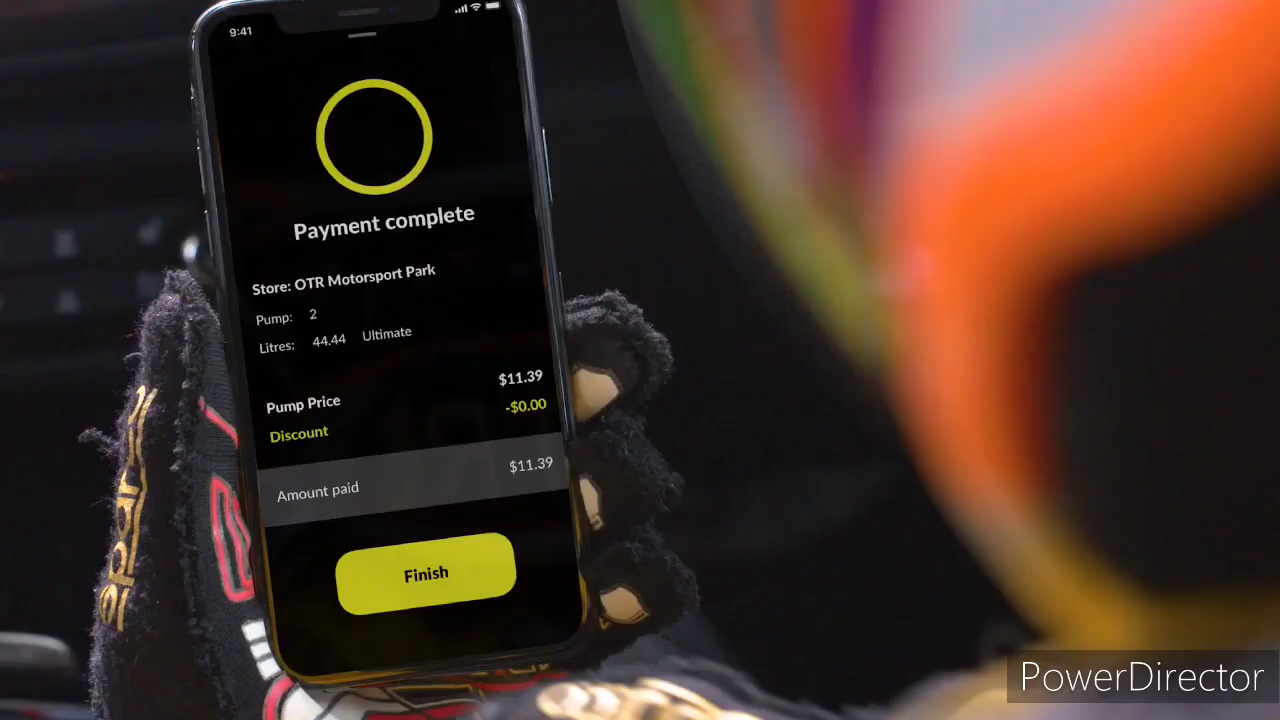 9:41
Payment complete
Store: OTR Motorsport Park
Pump: 2
Litres: 44.44 Ultimate
Pump Price $11.39
Discount -$0.00
Amount paid $11.39
Finish
PowerDirector